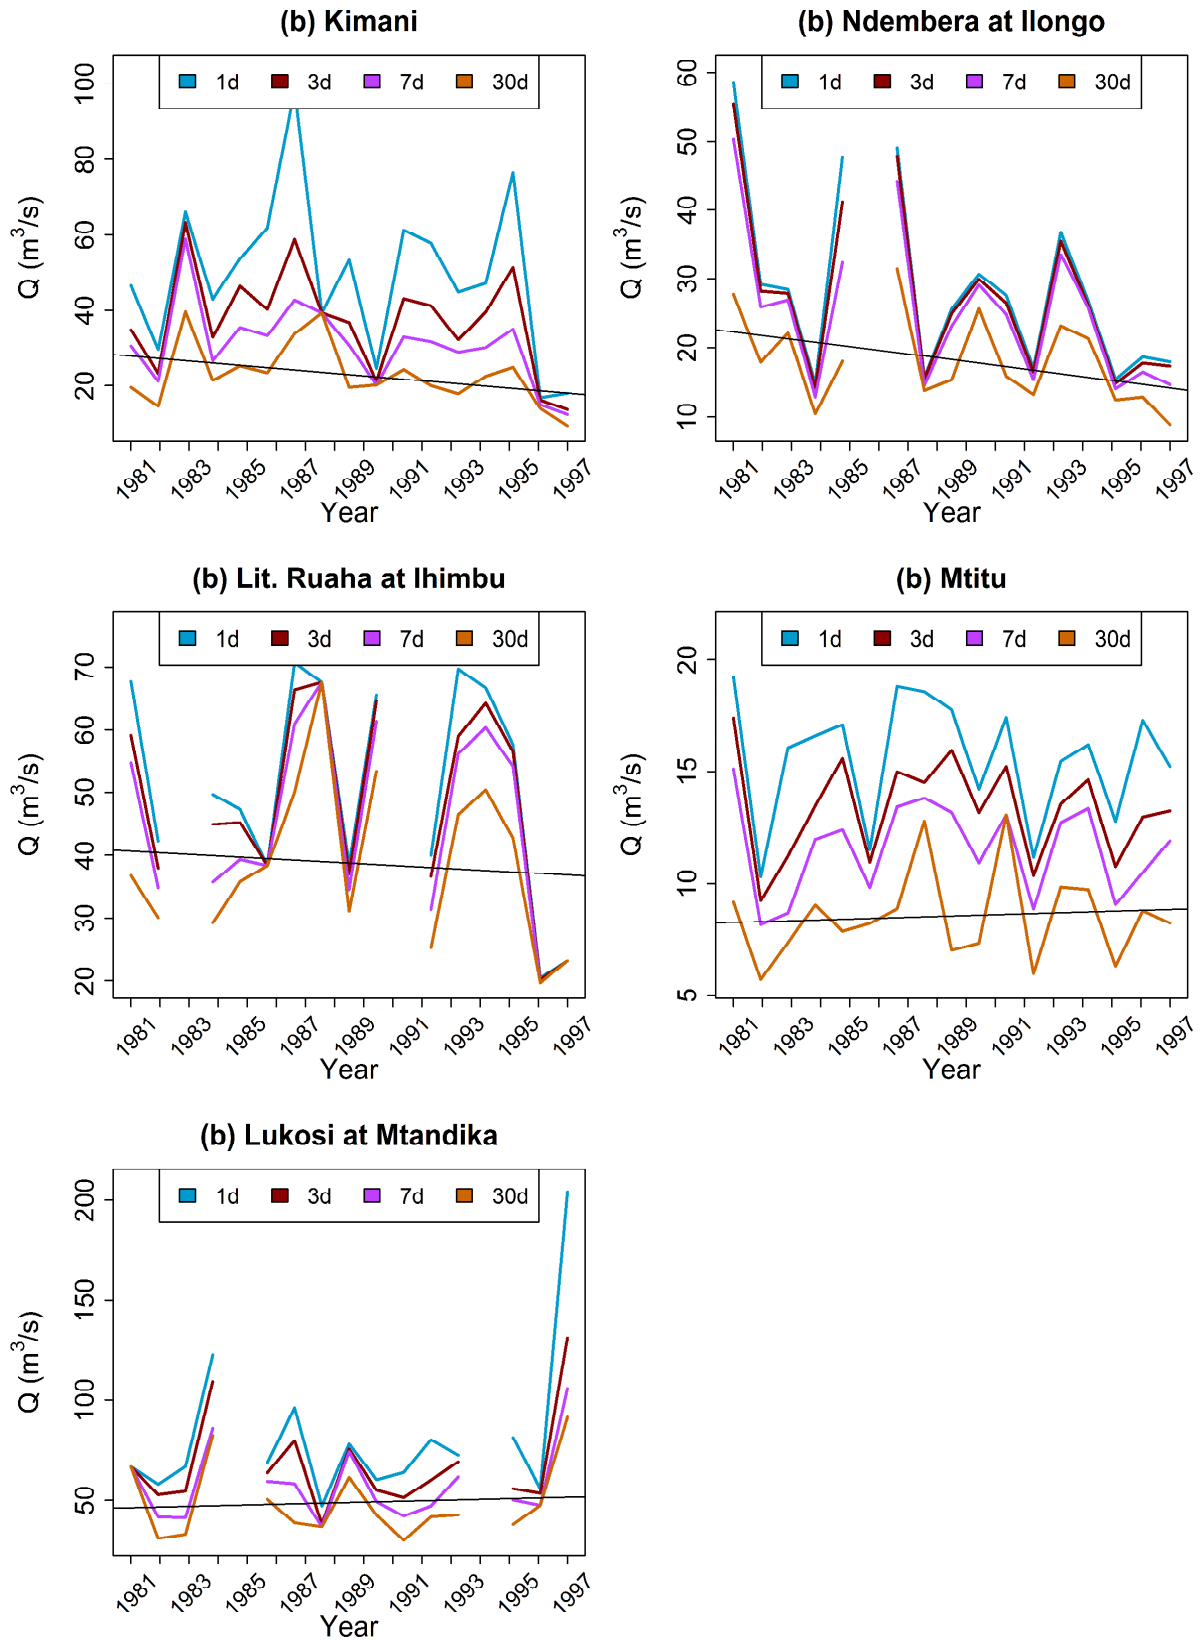 (b) Kimani
1d 3d 7d 30d
Q (m³/s)
100
80
60
40
20
1981 1983 1985 1987 1989 1991 1993 1995 1997
Year
(b) Ndembera at Ilongo
1d 3d 7d 30d
Q (m³/s)
60
50
40
30
20
10
1981 1983 1985 1987 1989 1991 1993 1995 1997
Year
(b) Lit. Ruaha at Ihimbu
1d 3d 7d 30d
Q (m³/s)
70
60
50
40
30
20
1981 1983 1985 1987 1989 1991 1993 1995 1997
Year
(b) Mtitu
1d 3d 7d 30d
Q (m³/s)
20
15
10
5
1981 1983 1985 1987 1989 1991 1993 1995 1997
Year
(b) Lukosi at Mtandika
1d 3d 7d 30d
Q (m³/s)
200
150
100
50
1981 1983 1985 1987 1989 1991 1993 1995 1997
Year